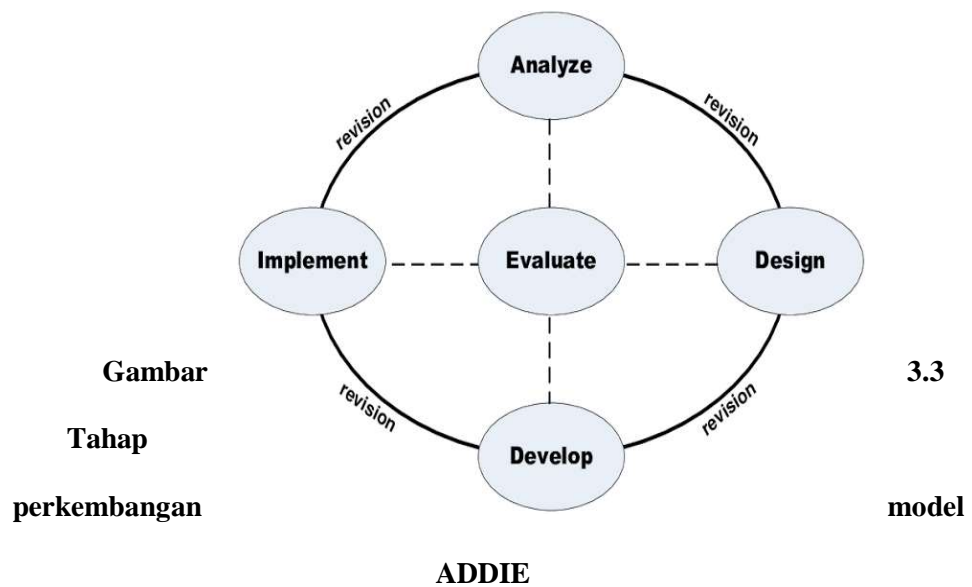 Analyze
revision
revision
Implement
Evaluate
Design
Gambar 3.3
revision
revision
Tahap
Develop
perkembangan model
ADDIE